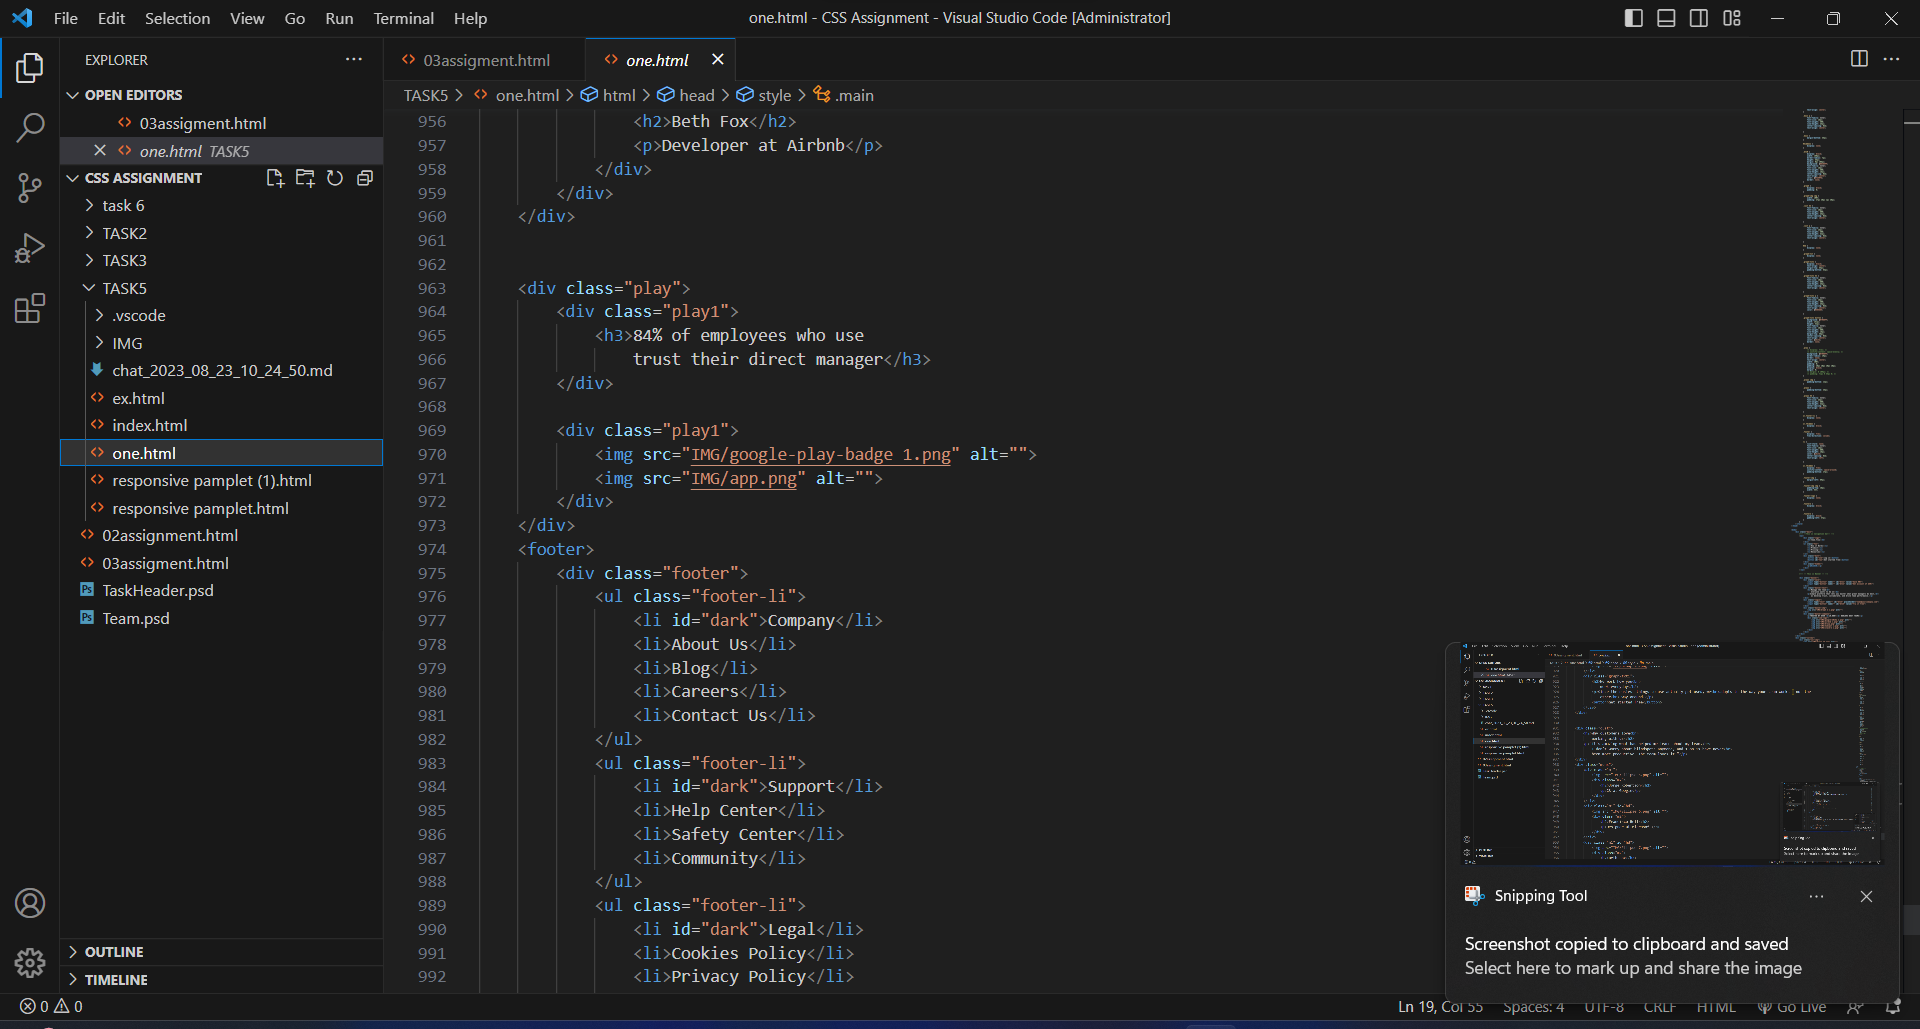 File Edit Selection View Go Run Terminal Help
one.html - CSS Assignment - Visual Studio Code [Administrator]
EXPLORER
OPEN EDITORS
03assigment.html
one.html TASK5
CSS ASSIGNMENT
task 6
TASK2
TASK3
TASK5
.vscode
IMG
chat_2023_08_23_10_24_50.md
ex.html
index.html
one.html
responsive pamplet (1).html
responsive pamplet.html
02assignment.html
03assigment.html
TaskHeader.psd
Team.psd
OUTLINE
TIMELINE
03assigment.html one.html
TASK5 > one.html > html > head > style > .main
956 <h2>Beth Fox</h2>
957 <p>Developer at Airbnb</p>
958 </div>
959 </div>
960 </div>
961
962
963 <div class="play">
964 <div class="play1">
965 <h3>84% of employees who use
966 trust their direct manager</h3>
967 </div>
968
969 <div class="play1">
970 <img src="IMG/google-play-badge 1.png" alt="">
971 <img src="IMG/app.png" alt="">
972 </div>
973 </div>
974 <footer>
975 <div class="footer">
976 <ul class="footer-li">
977 <li id="dark">Company</li>
978 <li>About Us</li>
979 <li>Blog</li>
980 <li>Careers</li>
981 <li>Contact Us</li>
982 </ul>
983 <ul class="footer-li">
984 <li id="dark">Support</li>
985 <li>Help Center</li>
986 <li>Safety Center</li>
987 <li>Community</li>
988 </ul>
989 <ul class="footer-li">
990 <li id="dark">Legal</li>
991 <li>Cookies Policy</li>
992 <li>Privacy Policy</li>
Snipping Tool
Screenshot copied to clipboard and saved
Select here to mark up and share the image
0 0
Ln 19, Col 55 Spaces: 4 UTF-8 CRLF HTML Go Live